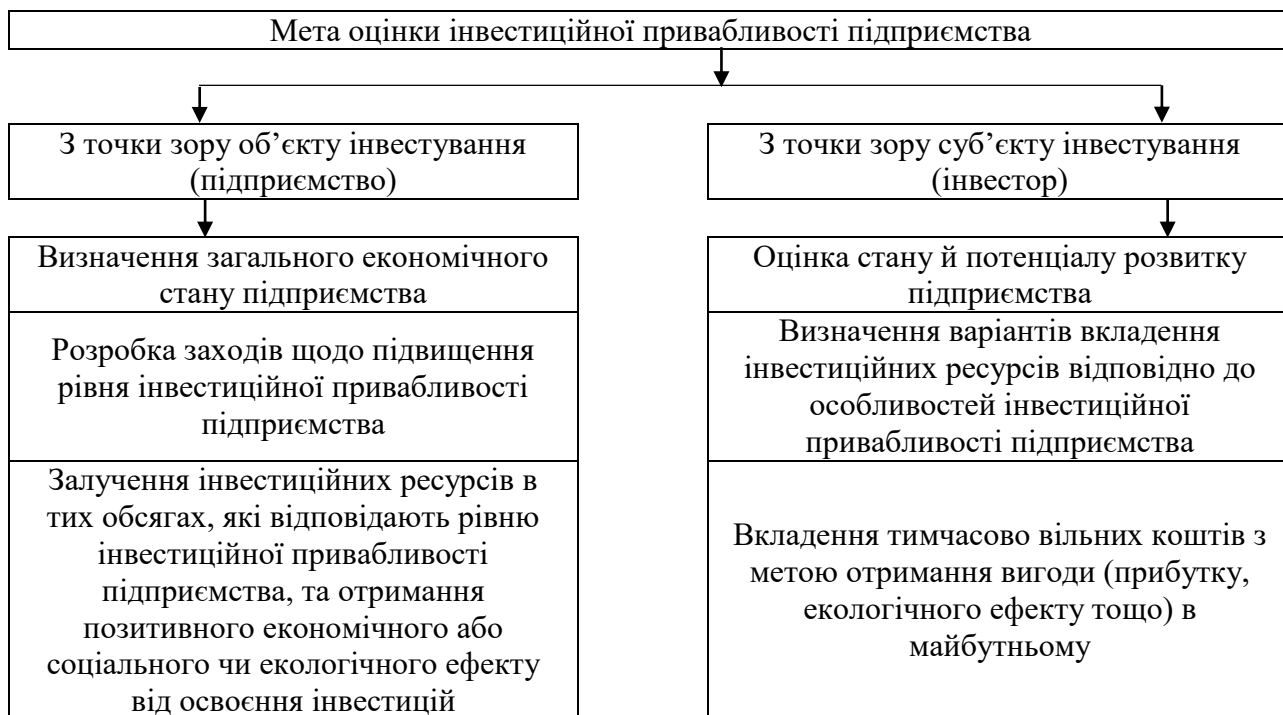 Мета оцінки інвестиційної привабливості підприємства
З точки зору об’єкту інвестування
(підприємство)
З точки зору суб’єкту інвестування
(інвестор)
Визначення загального економічного
стану підприємства
Оцінка стану й потенціалу розвитку
підприємства
Розробка заходів щодо підвищення
рівня інвестиційної привабливості
підприємства
Визначення варіантів вкладення
інвестиційних ресурсів відповідно до
особливостей інвестиційної
привабливості підприємства
Залучення інвестиційних ресурсів в
тих обсягах, які відповідають рівню
інвестиційної привабливості
підприємства, та отримання
позитивного економічного або
соціального чи екологічного ефекту
від освоєння інвестицій
Вкладення тимчасово вільних коштів з
метою отримання вигоди (прибутку,
екологічного ефекту тощо) в
майбутньому